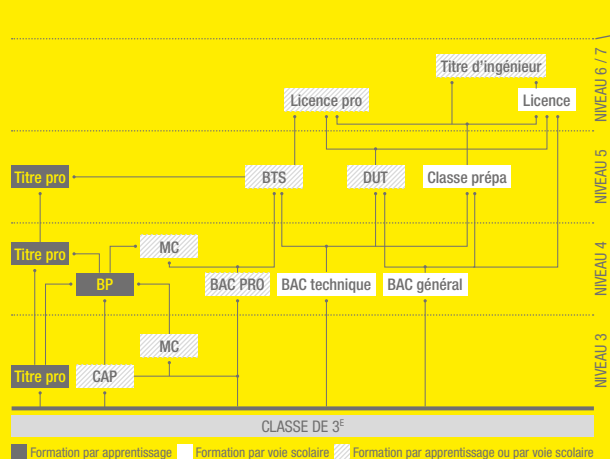 NIVEAU 6 / 7
Titre d'ingénieur
Licence pro
Licence
NIVEAU 5
Titre pro
BTS
DUT
Classe prépa
NIVEAU 4
Titre pro
MC
BP
BAC PRO
BAC technique
BAC général
NIVEAU 3
MC
Titre pro
CAP
CLASSE DE 3E
Formation par apprentissage
Formation par voie scolaire
Formation par apprentissage ou par voie scolaire